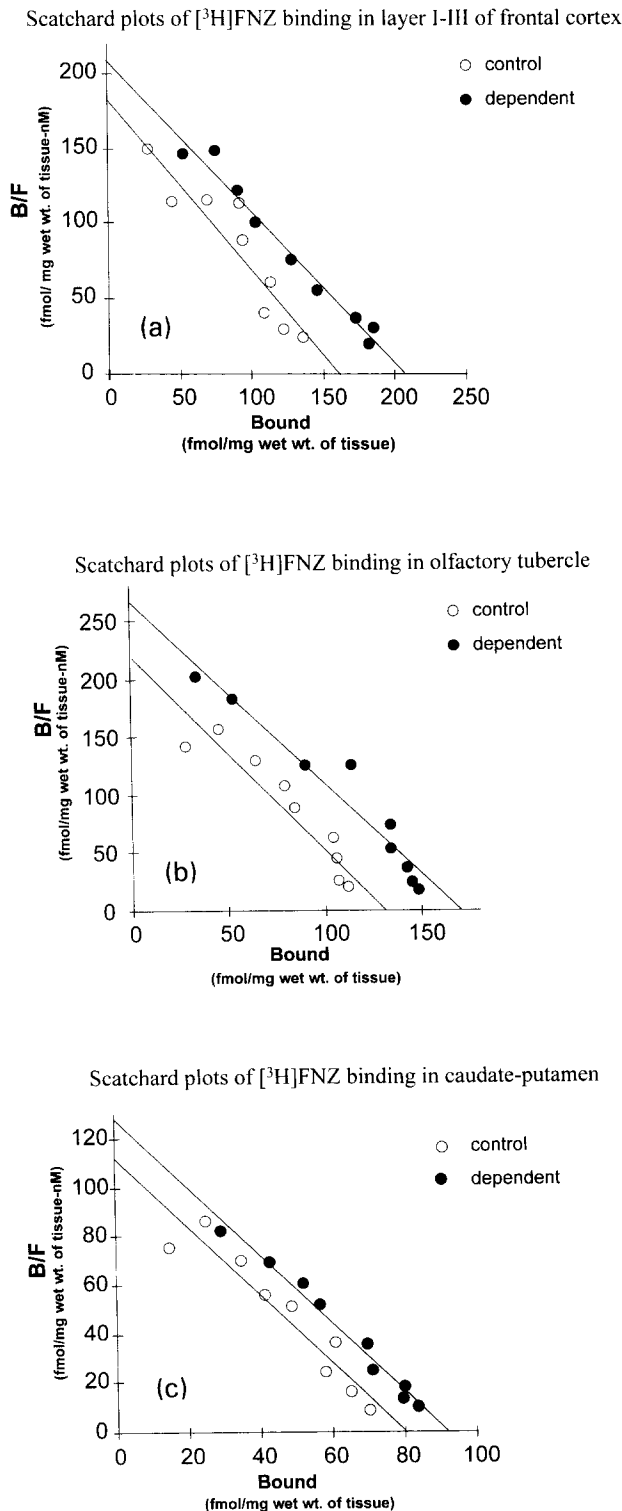 Scatchard plots of [³H]FNZ binding in layer I-III of frontal cortex
○ control
● dependent
200
150
100
50
0
B/F
(fmol/ mg wet wt. of tissue-nM)
(a)
0 50 100 150 200 250
Bound
(fmol/mg wet wt. of tissue)
Scatchard plots of [³H]FNZ binding in olfactory tubercle
○ control
● dependent
250
200
150
100
50
0
B/F
(fmol/mg wet wt. of tissue-nM)
(b)
0 50 100 150
Bound
(fmol/mg wet wt. of tissue)
Scatchard plots of [³H]FNZ binding in caudate-putamen
○ control
● dependent
120
100
80
60
40
20
0
B/F
(fmol/mg wet wt. of tissue-nM)
(c)
0 20 40 60 80 100
Bound
(fmol/mg wet wt. of tissue)